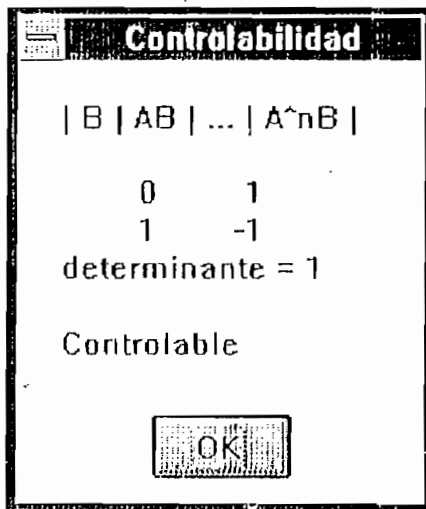 Controlabilidad
| B | AB | ... | A^nB |
0 1
1 -1
determinante = 1
Controlable
OK